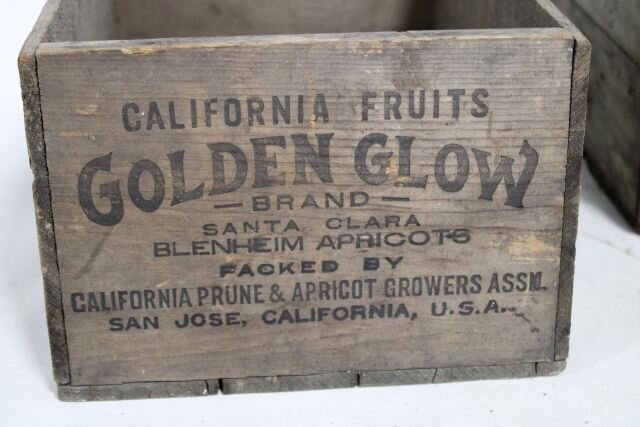 CALIFORNIA FRUITS
GOLDEN GLOW
— BRAND —
SANTA CLARA
BLENHEIM APRICOTS
PACKED BY
CALIFORNIA PRUNE & APRICOT GROWERS ASSN.
SAN JOSE, CALIFORNIA, U.S.A.